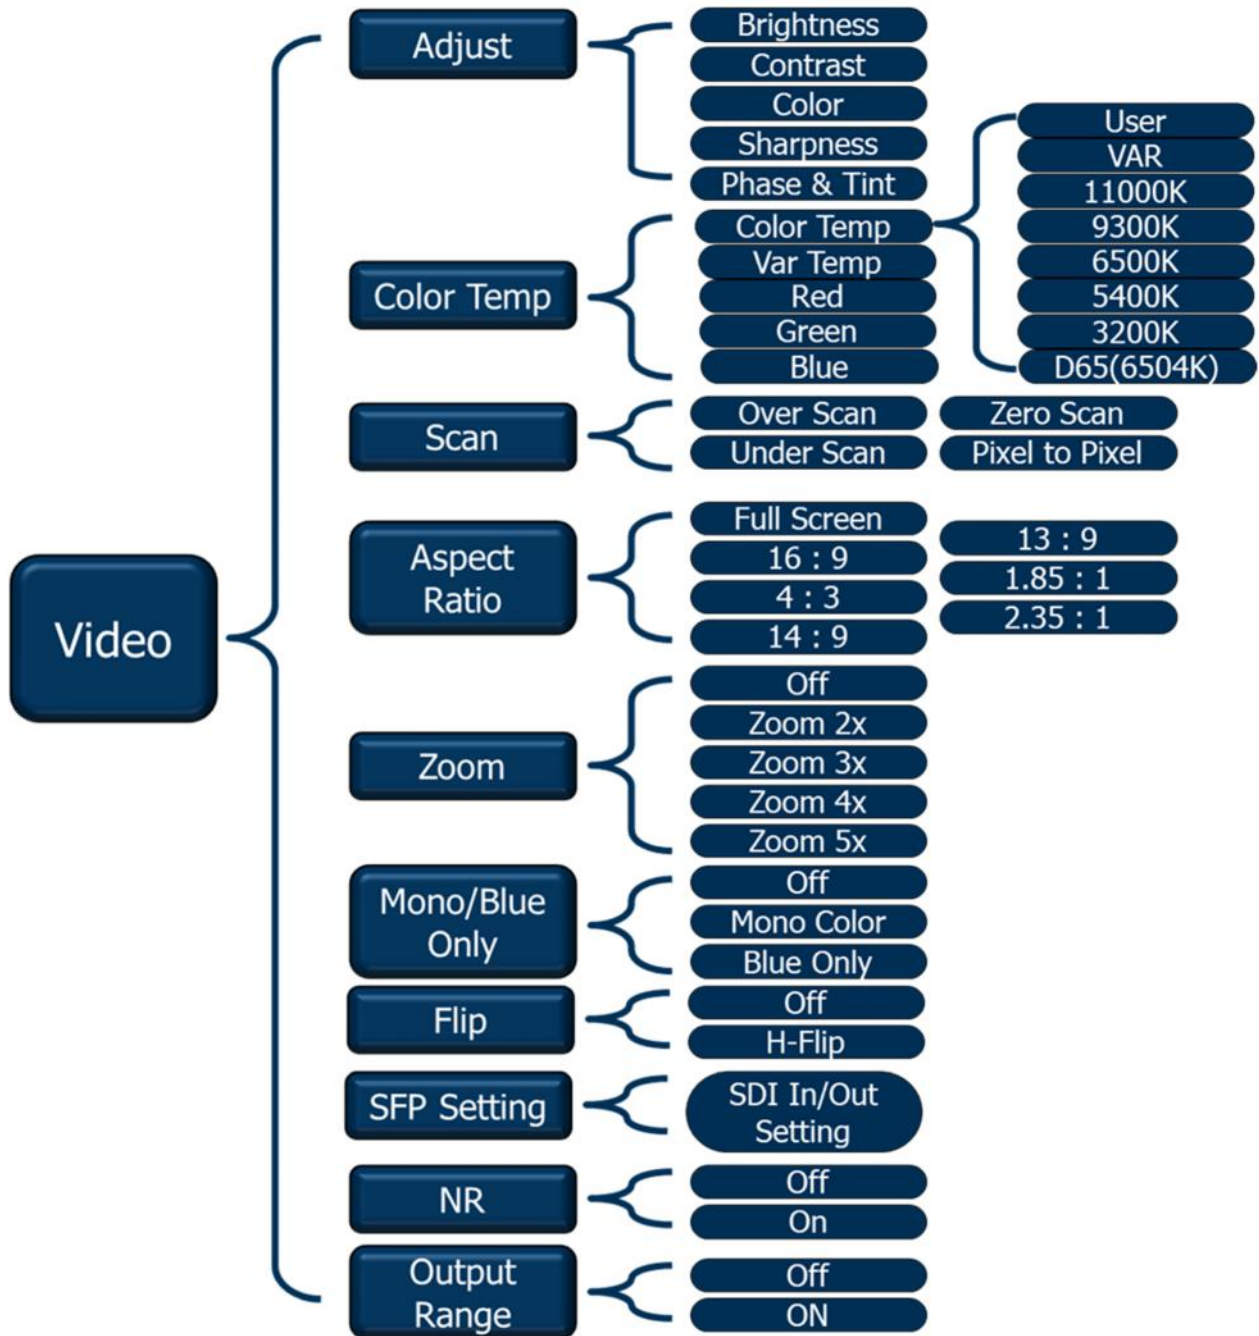 Video
Adjust
Brightness
Contrast
Color
Sharpness
Phase & Tint
Color Temp
Color Temp
Var Temp
Red
Green
Blue
User
VAR
11000K
9300K
6500K
5400K
3200K
D65(6504K)
Scan
Over Scan
Under Scan
Zero Scan
Pixel to Pixel
Aspect
Ratio
Full Screen
16 : 9
4 : 3
14 : 9
13 : 9
1.85 : 1
2.35 : 1
Zoom
Off
Zoom 2x
Zoom 3x
Zoom 4x
Zoom 5x
Mono/Blue
Only
Off
Mono Color
Blue Only
Flip
Off
H-Flip
SFP Setting
SDI In/Out
Setting
NR
Off
On
Output
Range
Off
ON